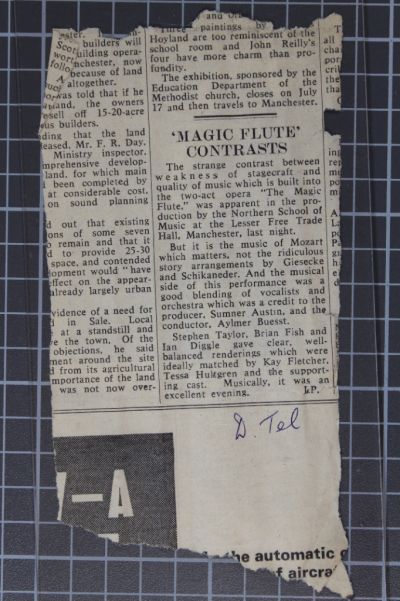 builders will
building opera-
nchester, now
because of land
altogether.
was told that if he
land, the owners
sell off 15-20-acre
us builders.
ding that the land
leased, Mr. F. R. Day,
Ministry inspector,
mprehensive develop-
land, for which main
been completed by
at considerable cost,
on sound planning
d out that existing
ons of some seven
o remain and that it
d to provide 25-30
space, and contended
opment would "have
effect on the appear-
already largely urban
vidence of a need for
d in Sale. Local
e at a standstill and
ve the town. Of the
objections, he said
ment around the site
d from its agricultural
mportance of the land
was not now over-
and
Three paintings by
Hoyland are too reminiscent of the
school room and John Reilly's
four have more charm than pro-
fundity.
The exhibition, sponsored by the
Education Department of the
Methodist church, closes on July
17 and then travels to Manchester.
'MAGIC FLUTE'
CONTRASTS
The strange contrast between
weakness of stagecraft and
quality of music which is built into
the two-act opera "The Magic
Flute," was apparent in the pro-
duction by the Northern School of
Music at the Lesser Free Trade
Hall, Manchester, last night.
But it is the music of Mozart
which matters, not the ridiculous
story arrangements by Giesecke
and Schikaneder. And the musical
side of this performance was a
good blending of vocalists and
orchestra which was a credit to the
producer, Sumner Austin, and the
conductor, Aylmer Buesst.
Stephen Taylor, Brian Fish and
Ian Diggle gave clear, well-
balanced renderings which were
ideally matched by Kay Fletcher,
Tessa Hultgren and the support-
ing cast. Musically, it was an
excellent evening. J.P.
D. Tel
-A
the automatic
of aircra